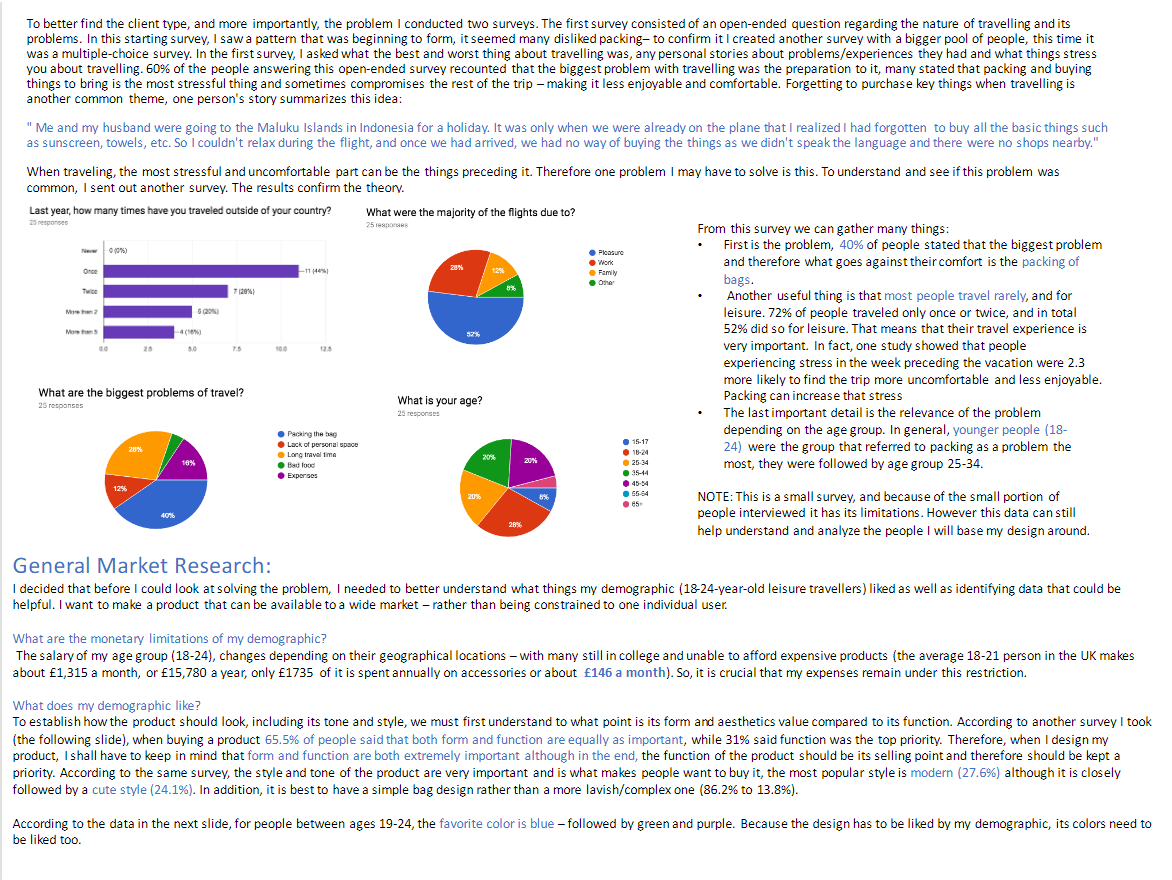 To better find the client type, and more importantly, the problem I conducted two surveys. The first survey consisted of an open-ended question regarding the nature of travelling and its
problems. In this starting survey, I saw a pattern that was beginning to form, it seemed many disliked packing– to confirm it I created another survey with a bigger pool of people, this time it
was a multiple-choice survey. In the first survey, I asked what the best and worst thing about travelling was, any personal stories about problems/experiences they had and what things stress
you about travelling. 60% of the people answering this open-ended survey recounted that the biggest problem with travelling was the preparation to it, many stated that packing and buying
things to bring is the most stressful thing and sometimes compromises the rest of the trip – making it less enjoyable and comfortable. Forgetting to purchase key things when travelling is
another common theme, one person's story summarizes this idea:
" Me and my husband were going to the Maluku Islands in Indonesia for a holiday. It was only when we were already on the plane that I realized I had forgotten to buy all the basic things such
as sunscreen, towels, etc. So I couldn't relax during the flight, and once we had arrived, we had no way of buying the things as we didn't speak the language and there were no shops nearby."
When traveling, the most stressful and uncomfortable part can be the things preceding it. Therefore one problem I may have to solve is this. To understand and see if this problem was
common, I sent out another survey. The results confirm the theory.
Last year, how many times have you traveled outside of your country?
25 responses
Never
0 (0%)
Once
11 (44%)
Twice
7 (28%)
More than 2
5 (20%)
More than 5
4 (16%)
0.0 2.5 5.0 7.5 10.0 12.5
What were the majority of the flights due to?
25 responses
28%
12%
8%
52%
Pleasure
Work
Family
Other
What are the biggest problems of travel?
25 responses
28%
16%
12%
40%
Packing the bag
Lack of personal space
Long travel time
Bad food
Expenses
What is your age?
25 responses
20%
20%
8%
20%
28%
15-17
18-24
25-34
35-44
45-54
55-64
65+
From this survey we can gather many things:
• First is the problem, 40% of people stated that the biggest problem
and therefore what goes against their comfort is the packing of
bags.
• Another useful thing is that most people travel rarely, and for
leisure. 72% of people traveled only once or twice, and in total
52% did so for leisure. That means that their travel experience is
very important. In fact, one study showed that people
experiencing stress in the week preceding the vacation were 2.3
more likely to find the trip more uncomfortable and less enjoyable.
Packing can increase that stress
• The last important detail is the relevance of the problem
depending on the age group. In general, younger people (18-
24) were the group that referred to packing as a problem the
most, they were followed by age group 25-34.
NOTE: This is a small survey, and because of the small portion of
people interviewed it has its limitations. However this data can still
help understand and analyze the people I will base my design around.
General Market Research:
I decided that before I could look at solving the problem, I needed to better understand what things my demographic (18-24-year-old leisure travellers) liked as well as identifying data that could be
helpful. I want to make a product that can be available to a wide market – rather than being constrained to one individual user.
What are the monetary limitations of my demographic?
The salary of my age group (18-24), changes depending on their geographical locations – with many still in college and unable to afford expensive products (the average 18-21 person in the UK makes
about £1,315 a month, or £15,780 a year, only £1735 of it is spent annually on accessories or about £146 a month). So, it is crucial that my expenses remain under this restriction.
What does my demographic like?
To establish how the product should look, including its tone and style, we must first understand to what point is its form and aesthetics value compared to its function. According to another survey I took
(the following slide), when buying a product 65.5% of people said that both form and function are equally as important, while 31% said function was the top priority. Therefore, when I design my
product, I shall have to keep in mind that form and function are both extremely important although in the end, the function of the product should be its selling point and therefore should be kept a
priority. According to the same survey, the style and tone of the product are very important and is what makes people want to buy it, the most popular style is modern (27.6%) although it is closely
followed by a cute style (24.1%). In addition, it is best to have a simple bag design rather than a more lavish/complex one (86.2% to 13.8%).
According to the data in the next slide, for people between ages 19-24, the favorite color is blue – followed by green and purple. Because the design has to be liked by my demographic, its colors need to
be liked too.